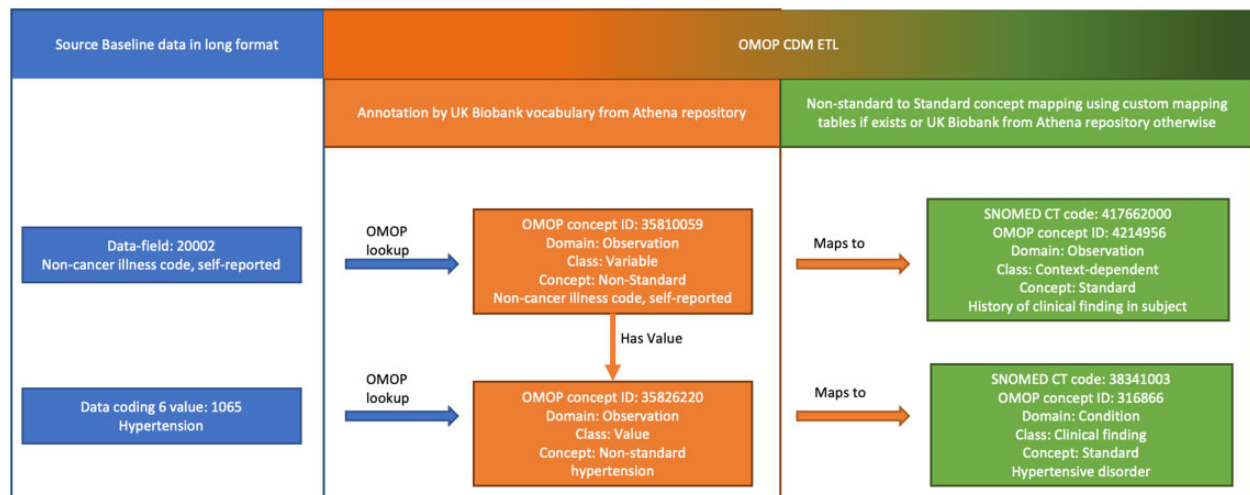 Source Baseline data in long format
OMOP CDM ETL
Annotation by UK Biobank vocabulary from Athena repository
Non-standard to Standard concept mapping using custom mapping
tables if exists or UK Biobank from Athena repository otherwise
Data-field: 20002
Non-cancer illness code, self-reported
OMOP
lookup
OMOP concept ID: 35810059
Domain: Observation
Class: Variable
Concept: Non-Standard
Non-cancer illness code, self-reported
Maps to
SNOMED CT code: 417662000
OMOP concept ID: 4214956
Domain: Observation
Class: Context-dependent
Concept: Standard
History of clinical finding in subject
Has Value
Data coding 6 value: 1065
Hypertension
OMOP
lookup
OMOP concept ID: 35826220
Domain: Observation
Class: Value
Concept: Non-standard
hypertension
Maps to
SNOMED CT code: 38341003
OMOP concept ID: 316866
Domain: Condition
Class: Clinical finding
Concept: Standard
Hypertensive disorder